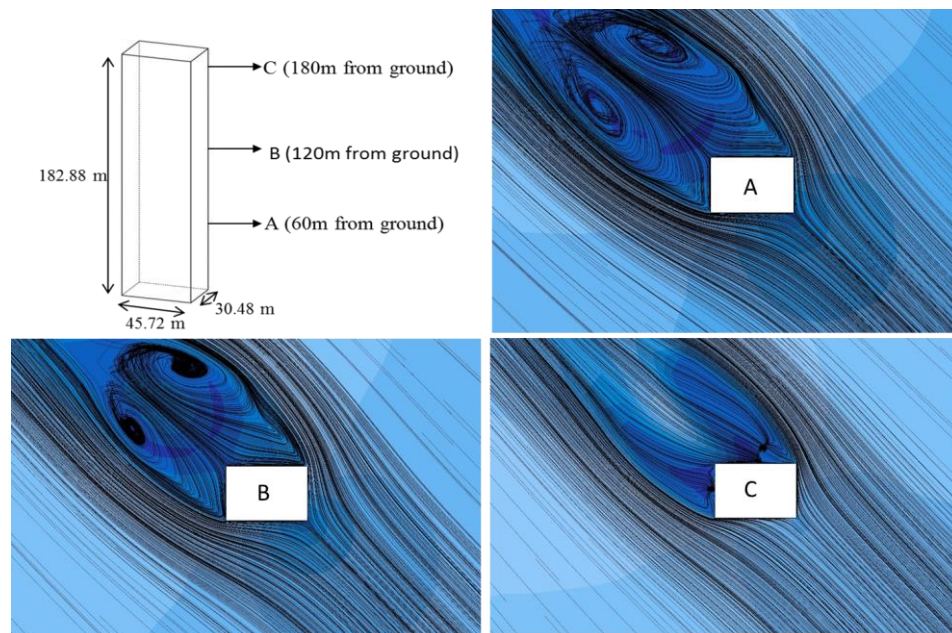 C (180m from ground)
B (120m from ground)
182.88 m
A (60m from ground)
30.48 m
45.72 m
A
B
C